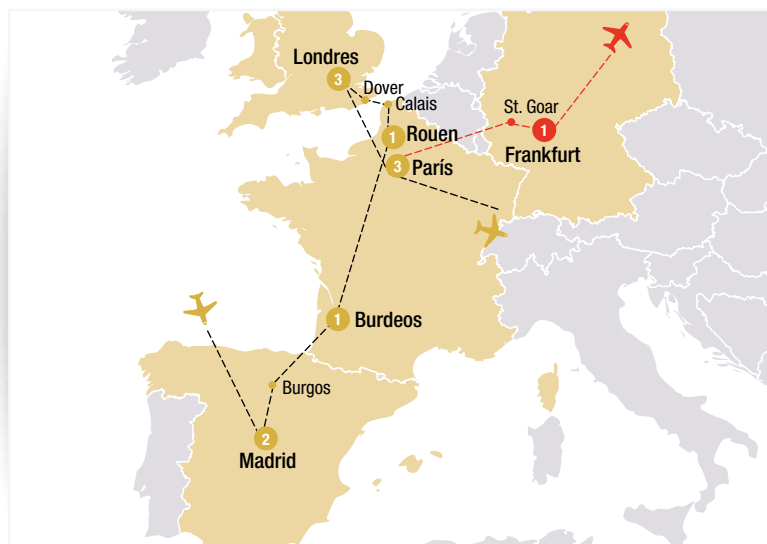 Londres
3
Dover
Calais
St. Goar
1
Rouen
1
Frankfurt
3
París
1
Burdeos
Burgos
2
Madrid